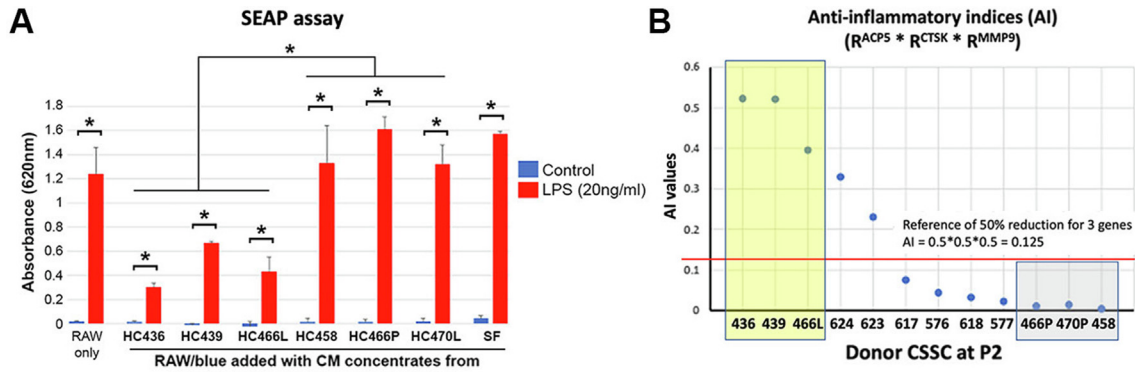 A
SEAP assay
*
* * * * * * * *
Absorbance (620nm)
1.8
1.6
1.4
1.2
1
0.8
0.6
0.4
0.2
0
Control
LPS (20ng/ml)
RAW only
HC436 HC439 HC466L HC458 HC466P HC470L SF
RAW/blue added with CM concentrates from
B
Anti-inflammatory indices (AI)
(RACP5 * RCTSK * RMMP9)
AI values
0.6
0.5
0.4
0.3
0.2
0.1
0
Reference of 50% reduction for 3 genes
AI = 0.5*0.5*0.5 = 0.125
436 439 466L 624 623 617 576 618 577 466P 470P 458
Donor CSSC at P2